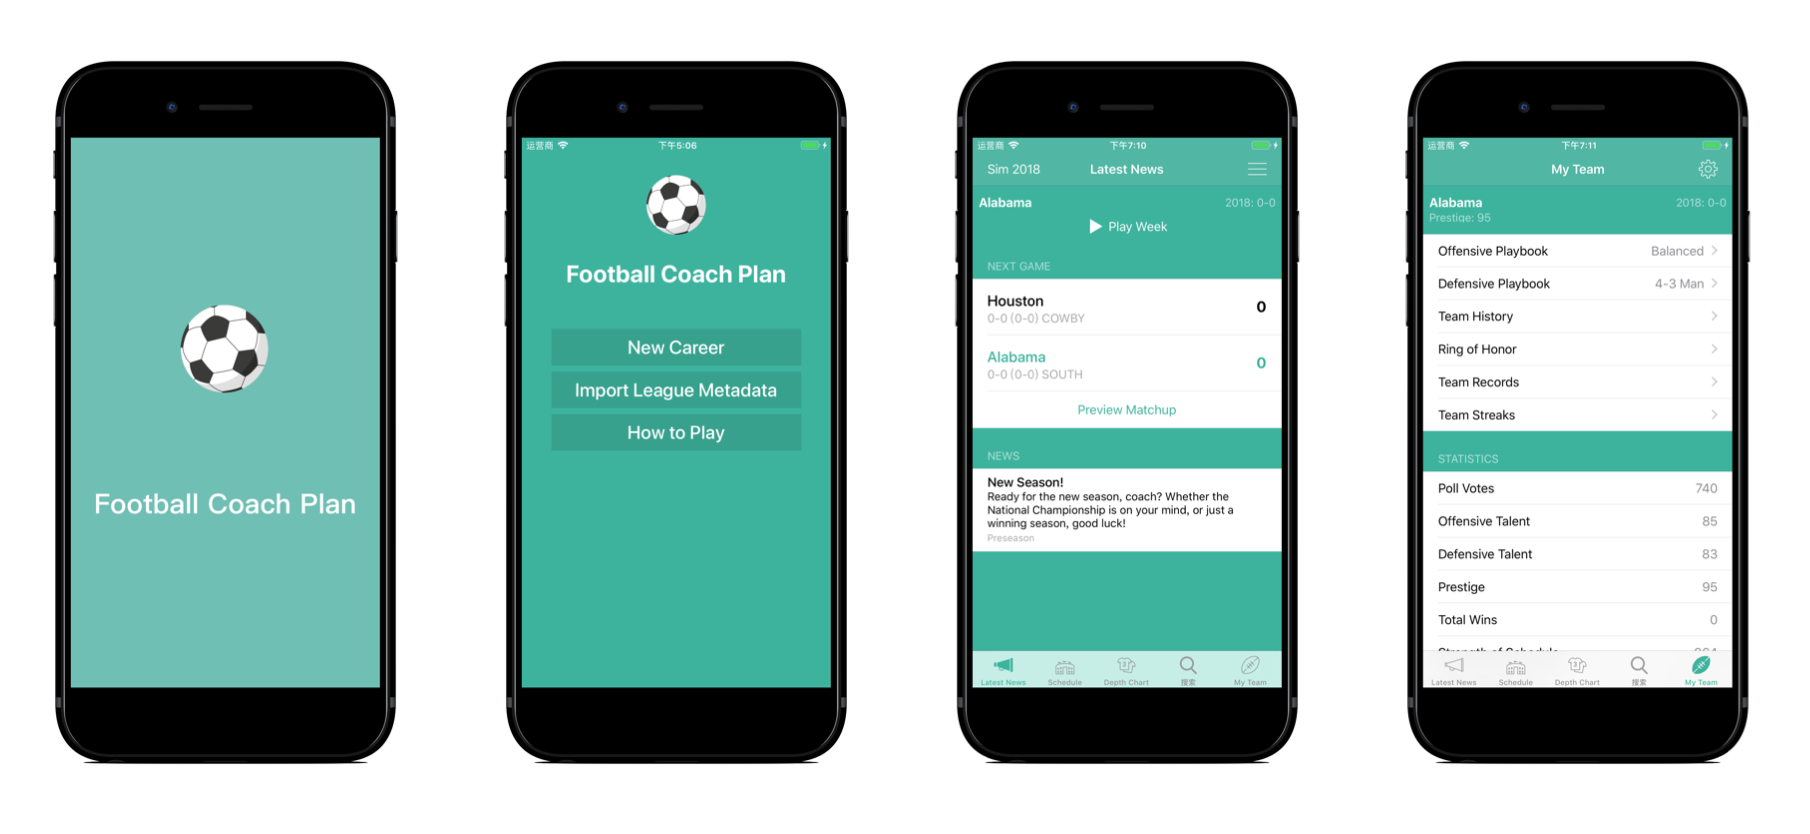 Football Coach Plan
运营商
下午5:06
Football Coach Plan
New Career
Import League Metadata
How to Play
运营商
下午7:10
Sim 2018
Latest News
Alabama
2018: 0-0
Play Week
NEXT GAME
Houston
0
0-0 (0-0) COWBY
Alabama
0
0-0 (0-0) SOUTH
Preview Matchup
NEWS
New Season!
Ready for the new season, coach? Whether the
National Championship is on your mind, or just a
winning season, good luck!
Preseason
Latest News
Schedule
Depth Chart
搜索
My Team
运营商
下午7:11
My Team
Alabama
2018: 0-0
Prestige: 95
Offensive Playbook
Balanced
Defensive Playbook
4-3 Man
Team History
Ring of Honor
Team Records
Team Streaks
STATISTICS
Poll Votes
740
Offensive Talent
85
Defensive Talent
83
Prestige
95
Total Wins
0
Strength of Schedule
Latest News
Schedule
Depth Chart
搜索
My Team